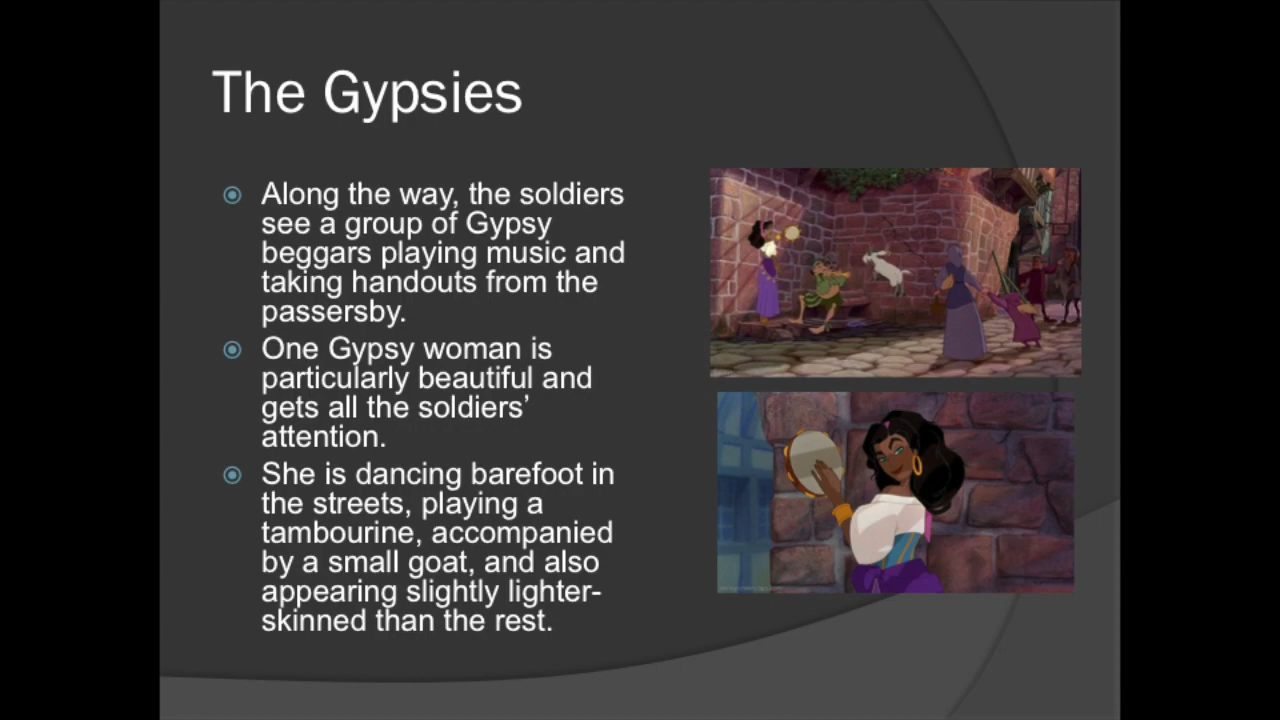 The Gypsies
Along the way, the soldiers
see a group of Gypsy
beggars playing music and
taking handouts from the
passersby.
One Gypsy woman is
particularly beautiful and
gets all the soldiers’
attention.
She is dancing barefoot in
the streets, playing a
tambourine, accompanied
by a small goat, and also
appearing slightly lighter-
skinned than the rest.